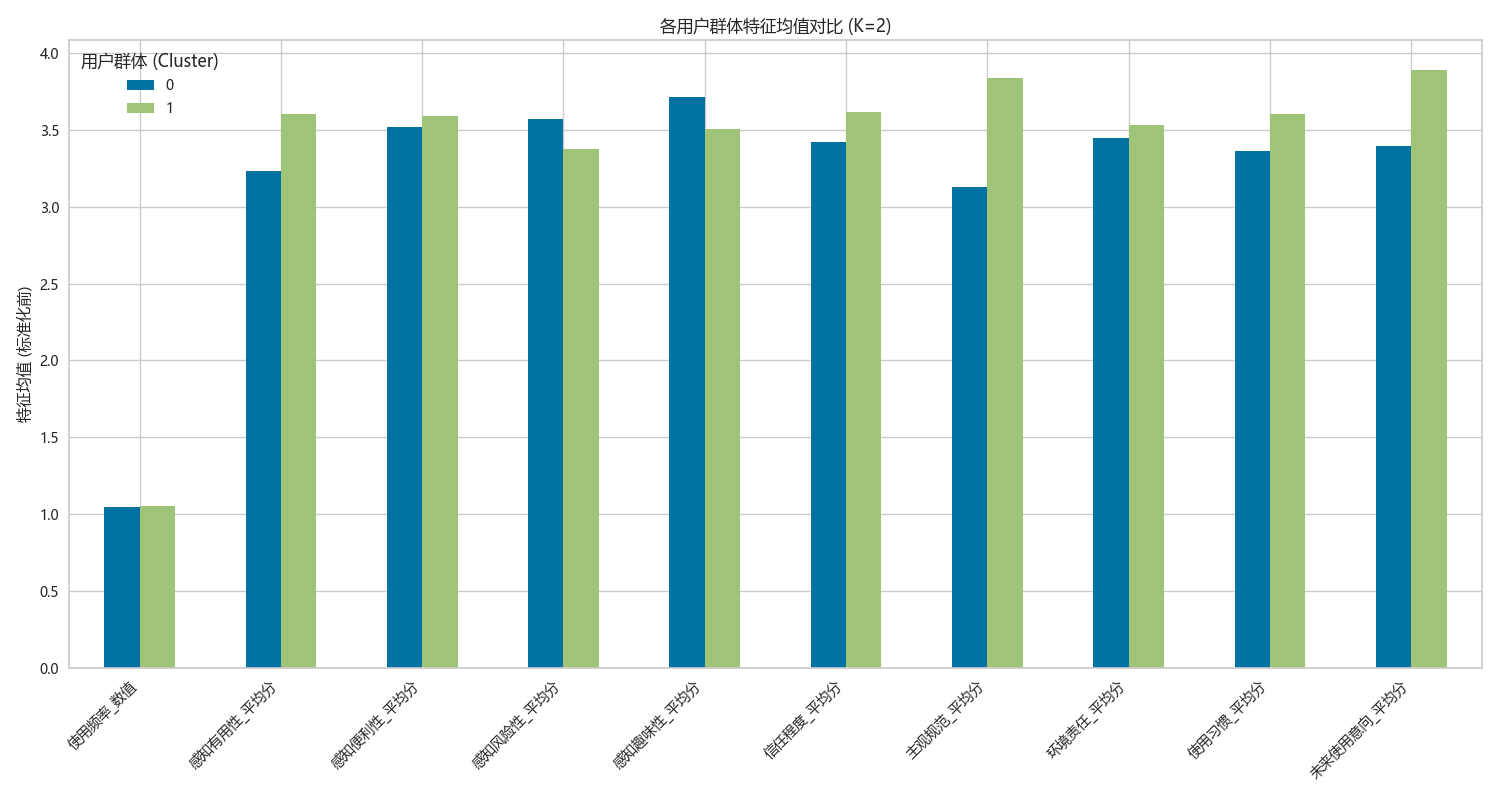 各用户群体特征均值对比 (K=2)
用户群体 (Cluster)
0
1
特征均值 (标准化前)
4.0
3.5
3.0
2.5
2.0
1.5
1.0
0.5
0.0
使用频率_数值
感知有用性_平均分
感知便利性_平均分
感知风险性_平均分
感知趣味性_平均分
信任程度_平均分
主观规范_平均分
环境责任_平均分
使用习惯_平均分
未来使用意向_平均分